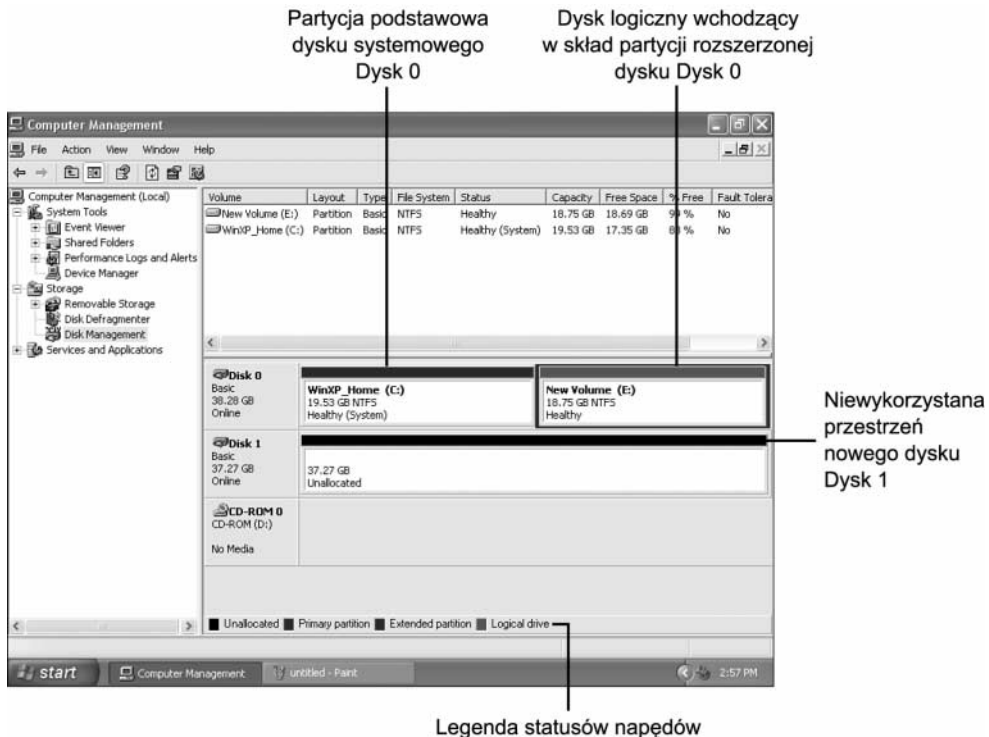 Partycja podstawowa
dysku systemowego
Dysk 0
Dysk logiczny wchodzący
w skład partycji rozszerzonej
dysku Dysk 0
Computer Management
File Action View Window Help
Computer Management (Local)
System Tools
Event Viewer
Shared Folders
Performance Logs and Alerts
Device Manager
Storage
Removable Storage
Disk Defragmenter
Disk Management
Services and Applications
Volume Layout Type File System Status Capacity Free Space % Free Fault Tolera
New Volume (E:) Partition Basic NTFS Healthy 18.75 GB 18.69 GB % No
WinXP_Home (C:) Partition Basic NTFS Healthy (System) 19.53 GB 17.35 GB % No
Disk 0
Basic
38.28 GB
Online
WinXP_Home (C:)
19.53 GB NTFS
Healthy (System)
New Volume (E:)
18.75 GB NTFS
Healthy
Disk 1
Basic
37.27 GB
Online
37.27 GB
Unallocated
CD-ROM 0
CD-ROM (D:)
No Media
Niewykorzystana
przestrzeń
nowego dysku
Dysk 1
Unallocated Primary partition Extended partition Logical drive
start Computer Management untitled - Paint 2:57 PM
Legenda statusów napędów